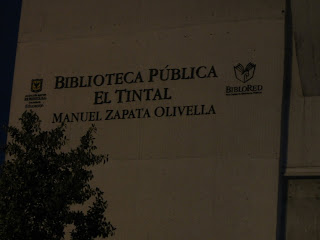 BIBLIOTECA PÚBLICA
EL TINTAL
MANUEL ZAPATA OLIVELLA
BIBLORED